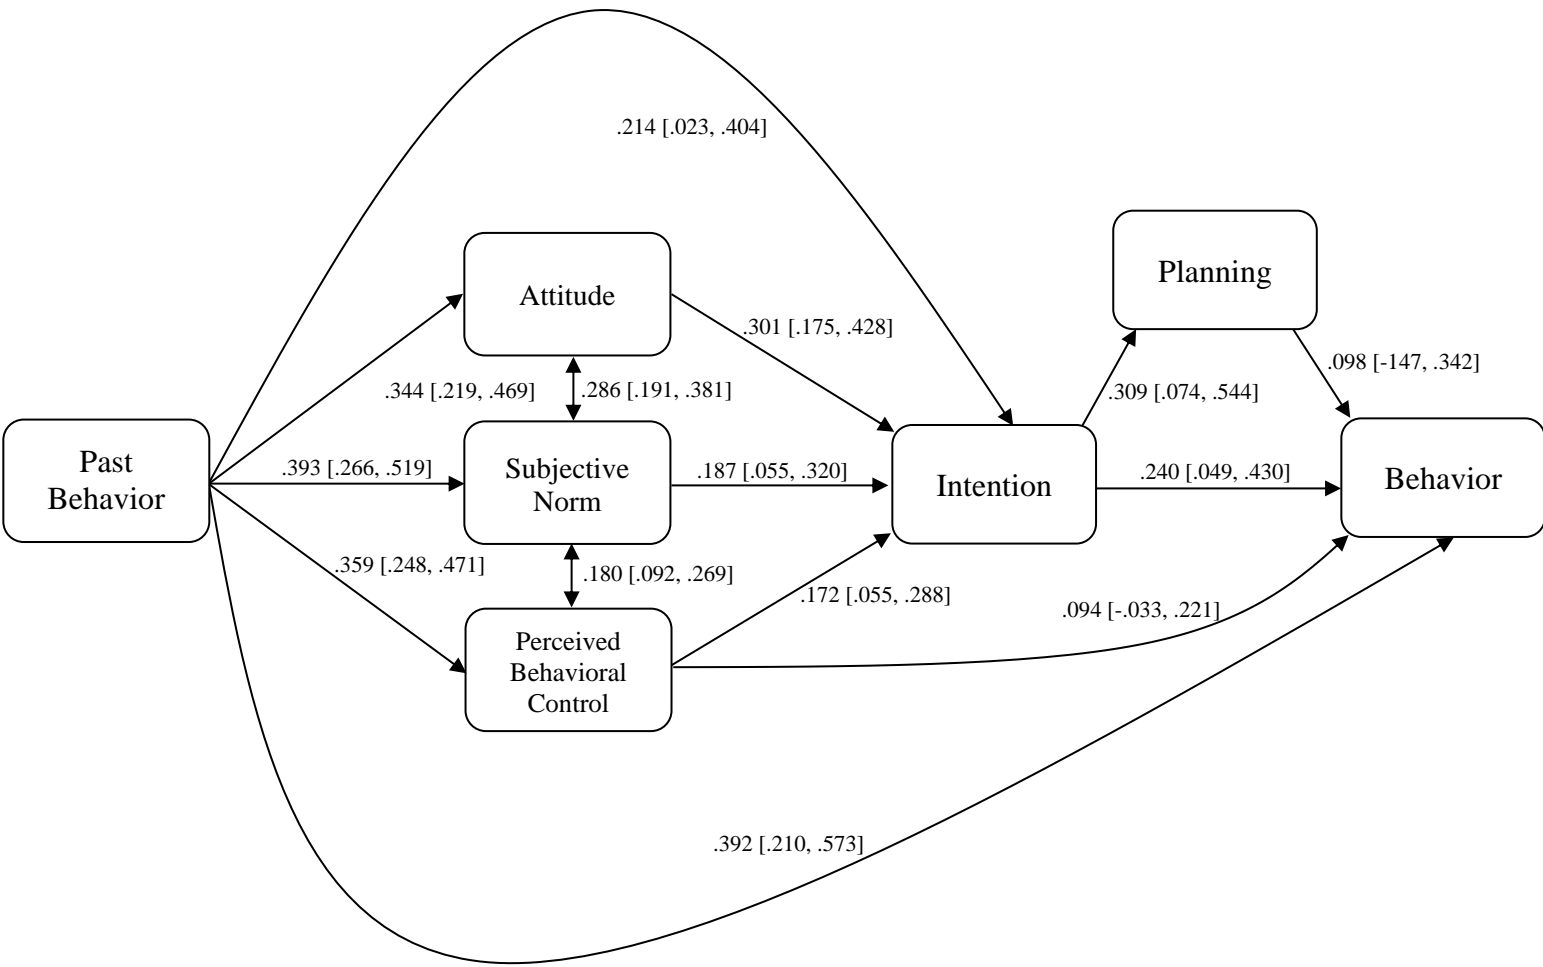 .214 [.023, .404]
Planning
Attitude
.301 [.175, .428]
.098 [-147, .342]
.344 [.219, .469]
.286 [.191, .381]
.309 [.074, .544]
Past
Behavior
.393 [.266, .519]
Subjective
Norm
.187 [.055, .320]
Intention
.240 [.049, .430]
Behavior
.359 [.248, .471]
.180 [.092, .269]
.172 [.055, .288]
.094 [-.033, .221]
Perceived
Behavioral
Control
.392 [.210, .573]